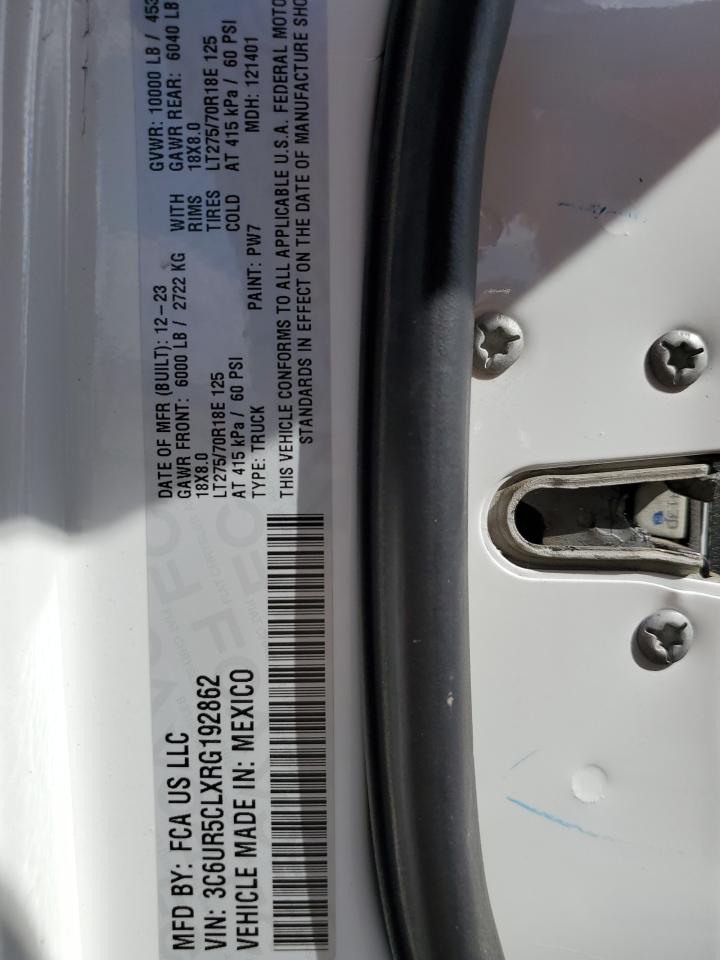 MFD BY: FCA US LLC
VIN: 3C6UR5CLXRG192862
VEHICLE MADE IN: MEXICO
DATE OF MFR (BUILT): 12-23 GVWR: 10000 LB / 453
GAWR FRONT: 6000 LB / 2722 KG WITH GAWR REAR: 6040 LB
18X8.0 RIMS 18X8.0
LT275/70R18E 125 TIRES LT275/70R18E 125
AT 415 kPa / 60 PSI COLD AT 415 kPa / 60 PSI
TYPE: TRUCK PAINT: PW7 MDH: 121401
THIS VEHICLE CONFORMS TO ALL APPLICABLE U.S.A. FEDERAL MOTO
STANDARDS IN EFFECT ON THE DATE OF MANUFACTURE SHO